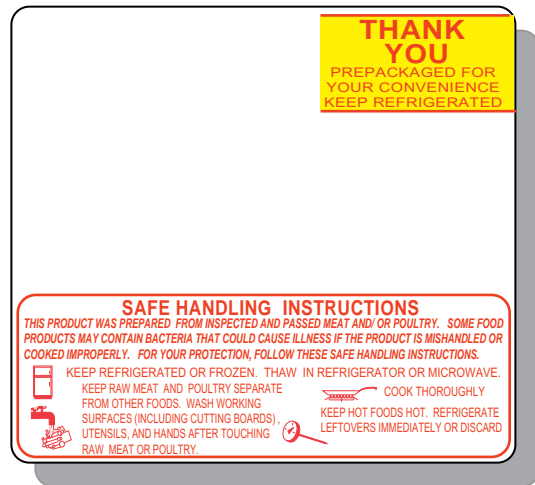 THANK
YOU
PREPACKAGED FOR
YOUR CONVENIENCE
KEEP REFRIGERATED
SAFE HANDLING INSTRUCTIONS
THIS PRODUCT WAS PREPARED FROM INSPECTED AND PASSED MEAT AND/ OR POULTRY. SOME FOOD
PRODUCTS MAY CONTAIN BACTERIA THAT COULD CAUSE ILLNESS IF THE PRODUCT IS MISHANDLED OR
COOKED IMPROPERLY. FOR YOUR PROTECTION, FOLLOW THESE SAFE HANDLING INSTRUCTIONS.
KEEP REFRIGERATED OR FROZEN. THAW IN REFRIGERATOR OR MICROWAVE.
KEEP RAW MEAT AND POULTRY SEPARATE
FROM OTHER FOODS. WASH WORKING
SURFACES (INCLUDING CUTTING BOARDS) ,
UTENSILS, AND HANDS AFTER TOUCHING
RAW MEAT OR POULTRY.
COOK THOROUGHLY
KEEP HOT FOODS HOT. REFRIGERATE
LEFTOVERS IMMEDIATELY OR DISCARD